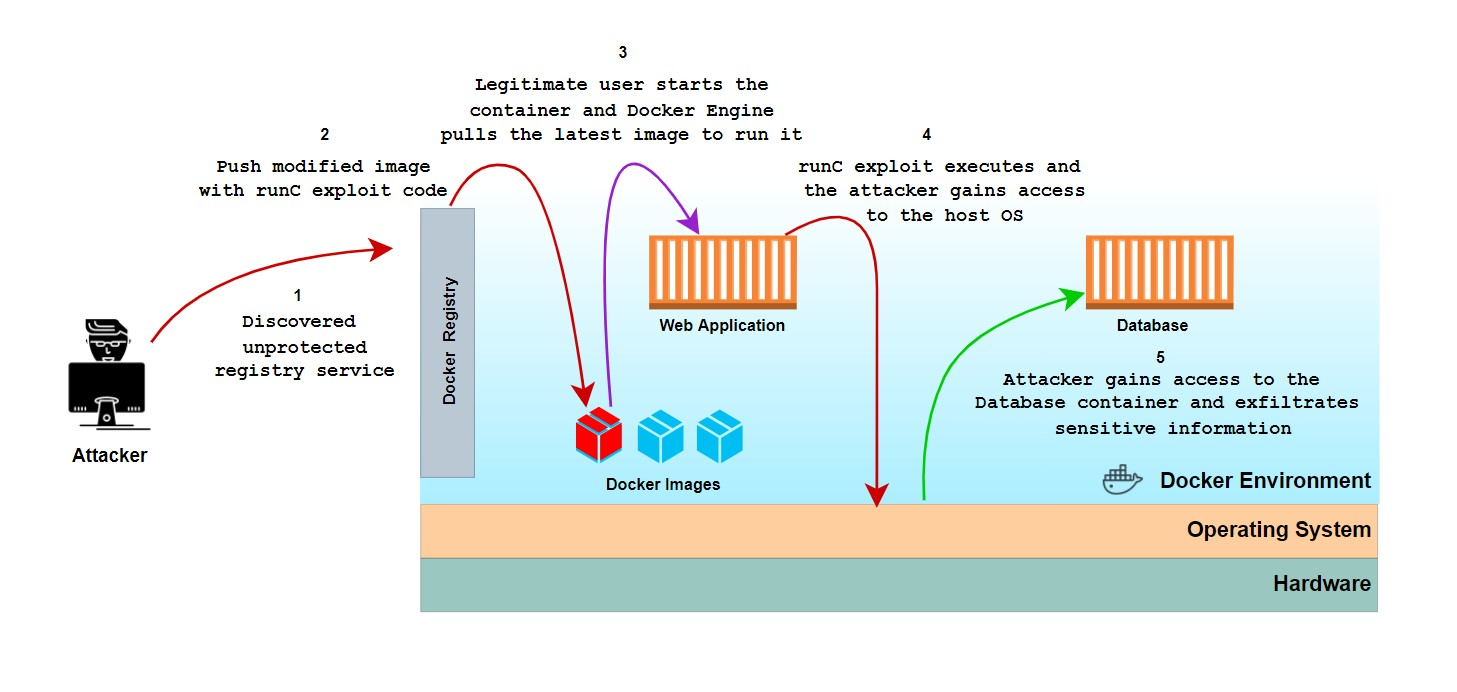 3
Legitimate user starts the
container and Docker Engine
pulls the latest image to run it
2
Push modified image
with runC exploit code
4
runC exploit executes and
the attacker gains access
to the host OS
1
Discovered
unprotected
registry service
Attacker
Docker Registry
Docker Images
Web Application
Database
5
Attacker gains access to the
Database container and exfiltrates
sensitive information
Docker Environment
Operating System
Hardware